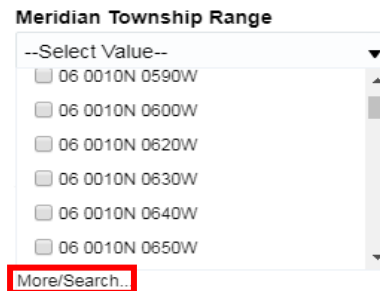 Meridian Township Range
--Select Value--
06 0010N 0590W
06 0010N 0600W
06 0010N 0620W
06 0010N 0630W
06 0010N 0640W
06 0010N 0650W
More/Search...